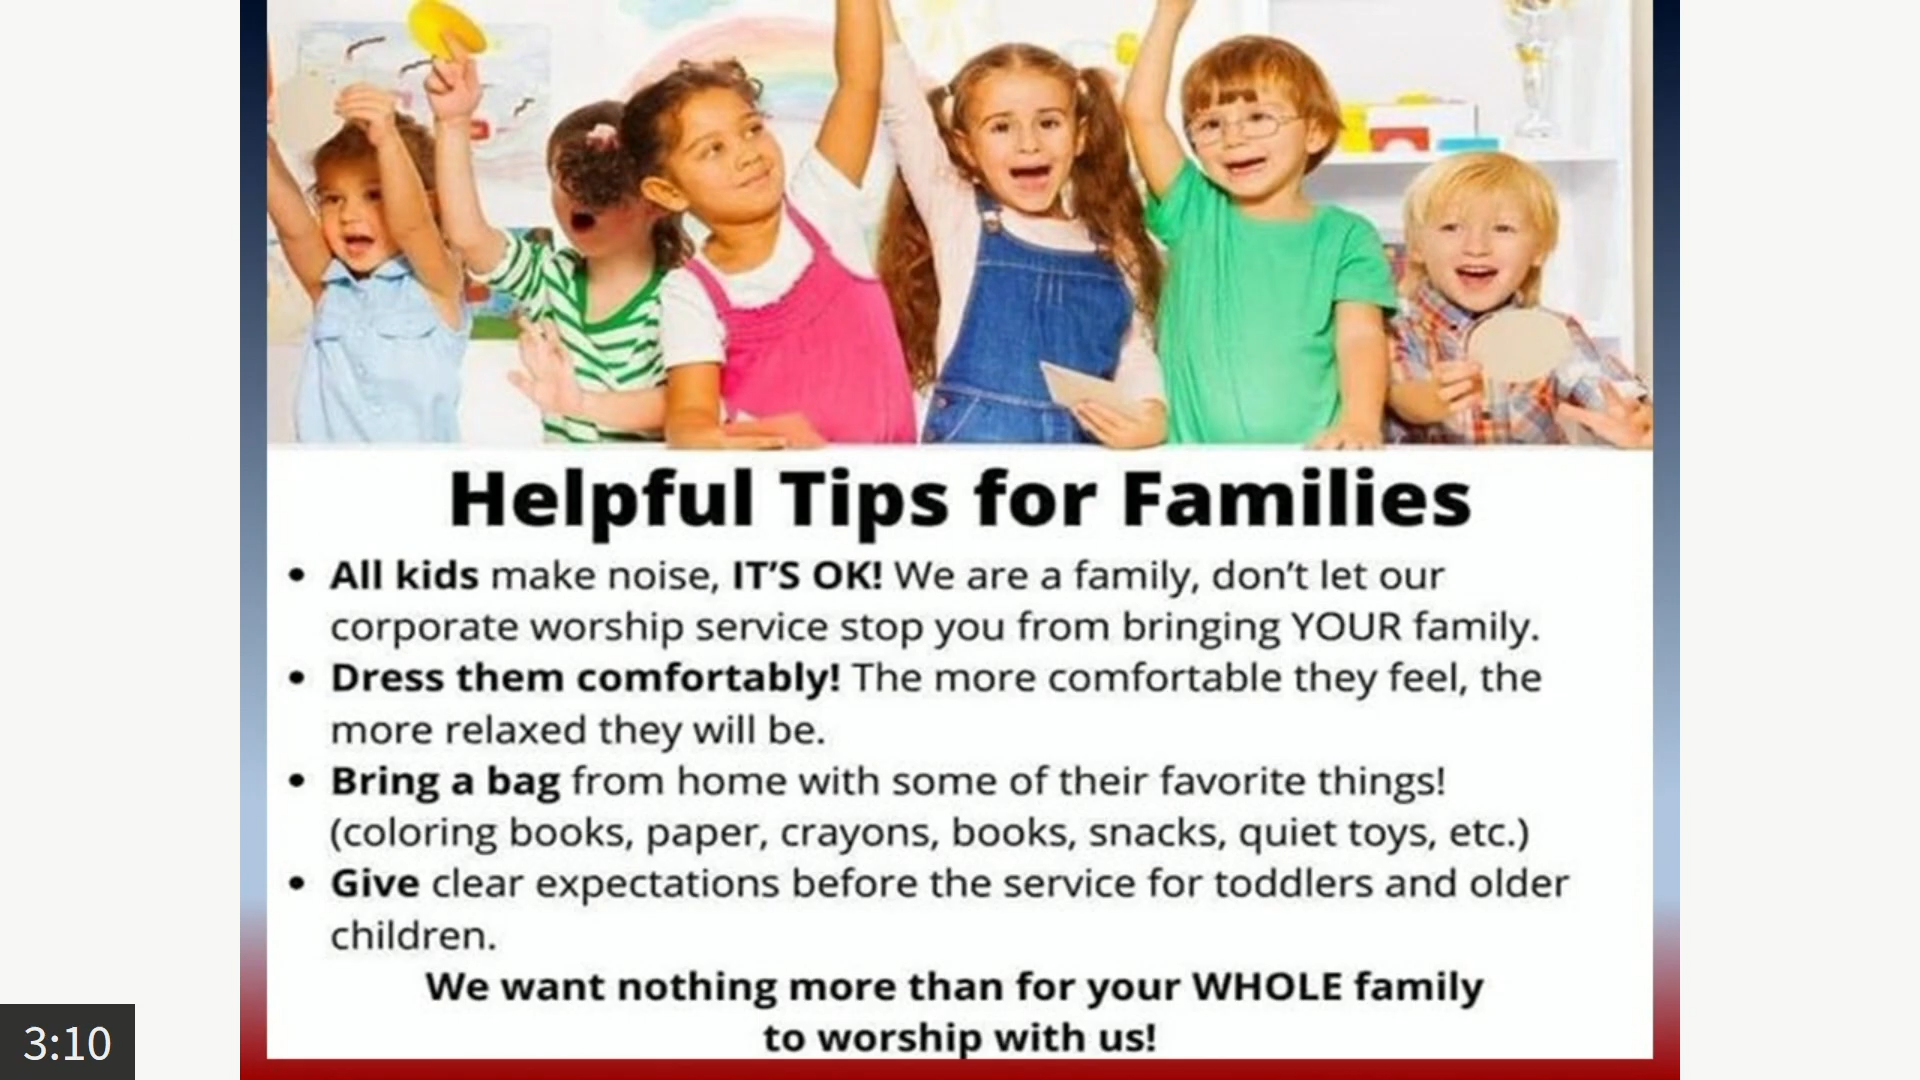 Helpful Tips for Families
• All kids make noise, IT’S OK! We are a family, don’t let our
corporate worship service stop you from bringing YOUR family.
• Dress them comfortably! The more comfortable they feel, the
more relaxed they will be.
• Bring a bag from home with some of their favorite things!
(coloring books, paper, crayons, books, snacks, quiet toys, etc.)
• Give clear expectations before the service for toddlers and older
children.
We want nothing more than for your WHOLE family
to worship with us!
3:10